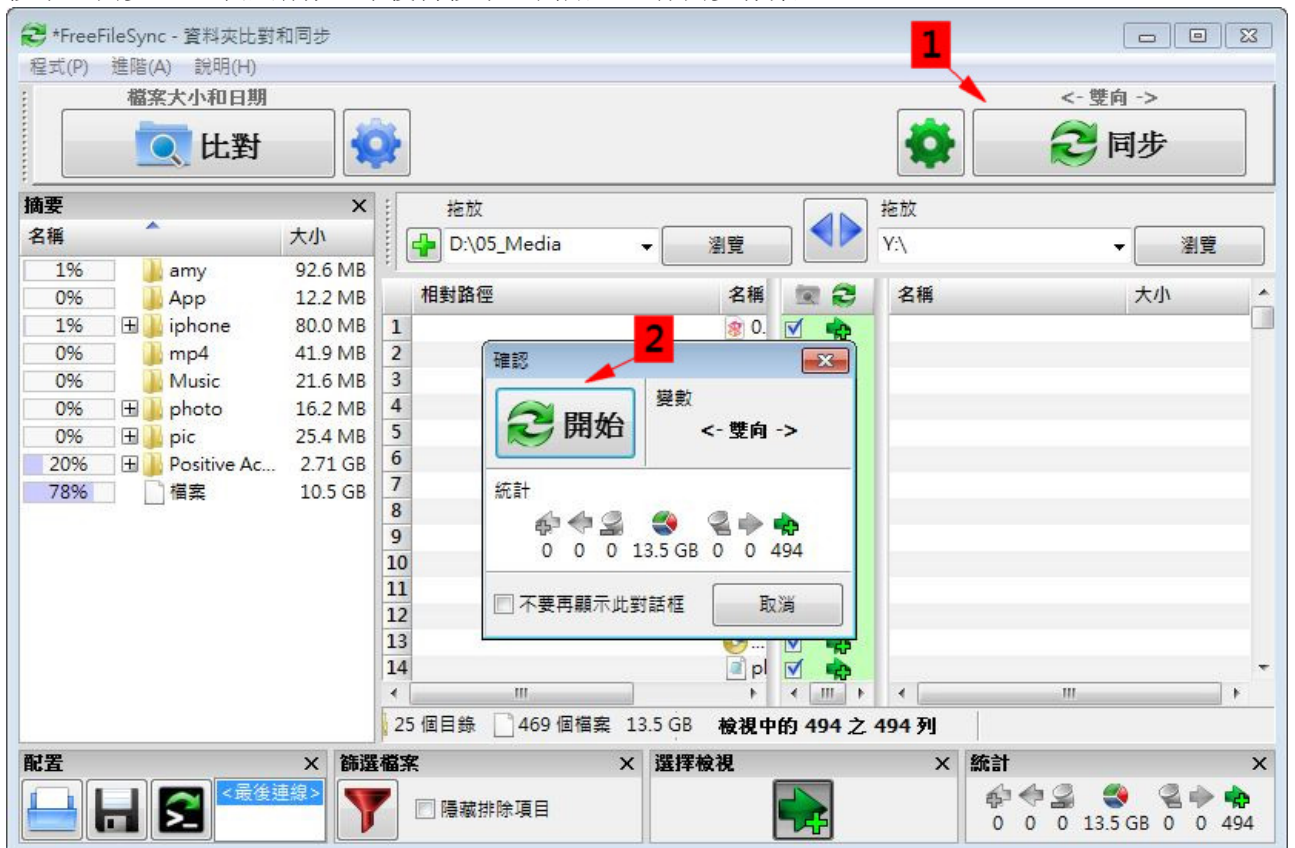 *FreeFileSync - 資料夾比對和同步
程式(P) 進階(A) 說明(H)
1
檔案大小和日期
<- 雙向 ->
比對
同步
摘要
名稱 大小
1% amy 92.6 MB
0% App 12.2 MB
1% iphone 80.0 MB
0% mp4 41.9 MB
0% Music 21.6 MB
0% photo 16.2 MB
0% pic 25.4 MB
20% Positive Ac... 2.71 GB
78% 檔案 10.5 GB
拖放 拖放
D:\05_Media 瀏覽 Y:\ 瀏覽
相對路徑 名稱 名稱 大小
1 0.
2
3
4
5
6
7
8
9
10
11
12
13 ...
14 pl
2
確認
開始
變數
<- 雙向 ->
統計
0 0 0 13.5 GB 0 0 494
不要再顯示此對話框 取消
25 個目錄 469 個檔案 13.5 GB 檢視中的 494 之 494 列
配置 篩選檔案 選擇檢視 統計
<最後連線>
隱藏排除項目
0 0 0 13.5 GB 0 0 494